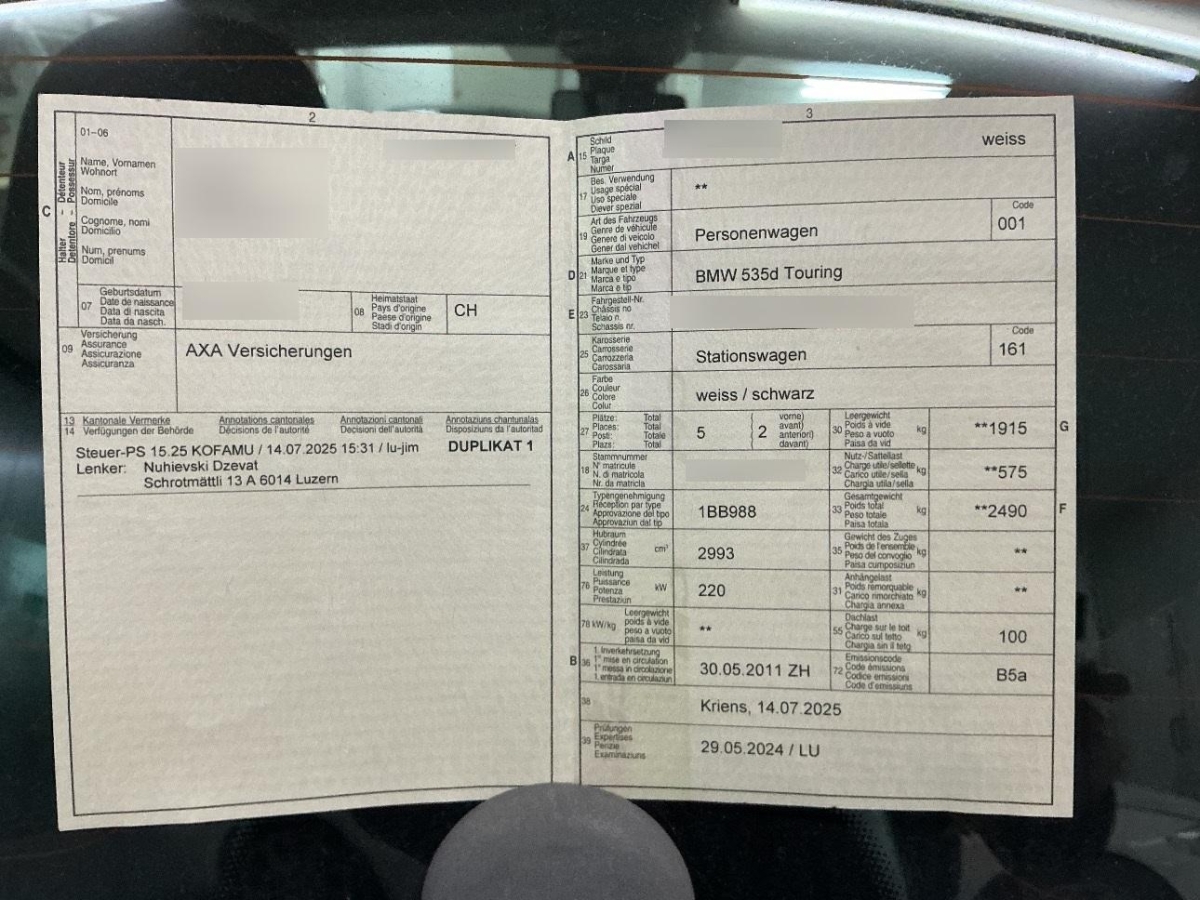 2
01-06
Halter - Détenteur
Detentore - Possessur
C
Name, Vornamen
Wohnort
Nom, prénoms
Domicile
Cognome, nomi
Domicilio
Num, prenums
Domicil
07
Geburtsdatum
Date de naissance
Data di nascita
Data da nasch.
08
Heimatstaat
Pays d'origine
Paese d'origine
Stadi d'origin
CH
09
Versicherung
Assurance
Assicurazione
Assicuranza
AXA Versicherungen
13 Kantonale Vermerke Annotations cantonales Annotazioni cantonali Annotaziuns chantunalas
14 Verfügungen der Behörde Décisions de l'autorité Decisioni dell'autorità Disposiziuns da l'autoritad
Steuer-PS 15.25 KOFAMU / 14.07.2025 15:31 / lu-jim DUPLIKAT 1
Lenker: Nuhievski Dzevat
Schrotmättli 13 A 6014 Luzern
3
A 15
Schild
Plaque
Targa
Numer
weiss
17
Bes. Verwendung
Usage spécial
Uso speciale
Diever spezial
**
19
Art des Fahrzeugs
Genre de véhicule
Genere di veicolo
Gener dal vehichel
Personenwagen
Code
001
D 21
Marke und Typ
Marque et type
Marca e tipo
Marca e tip
BMW 535d Touring
E 23
Fahrgestell-Nr.
Châssis no
Telaio n.
Schassis nr.
25
Karosserie
Carrosserie
Carrozzeria
Carossaria
Stationswagen
Code
161
26
Farbe
Couleur
Colore
Colur
weiss / schwarz
27
Plätze: Total
Places: Total
Posti: Totale
Plazs: Total
5
2
vorne)
avant)
anteriori)
davant)
30
Leergewicht
Poids à vide
Peso a vuoto
Paisa da vid
kg
**1915
G
18
Stammnummer
N° matricule
N. di matricola
Nr. da matricla
32
Nutz-/Sattellast
Charge utile/sellette
Carico utile/sella
Chargia utila/sella
kg
**575
24
Typengenehmigung
Réception par type
Approvazione del tipo
Approvaziun dal tip
1BB988
33
Gesamtgewicht
Poids total
Peso totale
Paisa totala
kg
**2490
F
37
Hubraum
Cylindrée
Cilindrata
Cilindrada
cm³
2993
35
Gewicht des Zuges
Poids de l'ensemble
Peso del convoglio
Paisa cumposiziun
kg
**
76
Leistung
Puissance
Potenza
Prestaziun
kW
220
31
Anhängelast
Poids remorquable
Carico rimorchiato
Chargia annexa
kg
**
78 kW/kg
Leergewicht
poids à vide
peso a vuoto
paisa da vid
**
55
Dachlast
Charge sur le toit
Carico sul tetto
Chargia sin il tetg
kg
100
B 36
1. Inverkehrsetzung
1re mise en circulation
1a messa in circolazione
1. entrada en circulaziun
30.05.2011 ZH
72
Emissionscode
Code émissions
Codice emissioni
Code d'emissiuns
B5a
38
Kriens, 14.07.2025
39
Prüfungen
Expertises
Perizie
Examinaziuns
29.05.2024 / LU